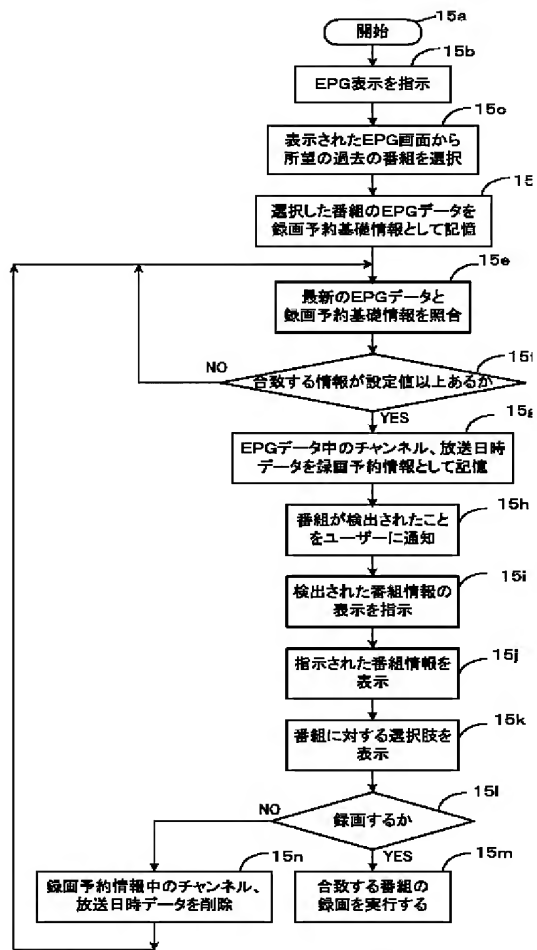 15a
開始
15b
EPG表示を指示
15c
表示されたEPG画面から
所望の過去の番組を選択
15
選択した番組のEPGデータを
録画予約基礎情報として記憶
15e
最新のEPGデータと
録画予約基礎情報を照合
15f
NO
合致する情報が設定値以上あるか
YES
15g
EPGデータ中のチャンネル、放送日時
データを録画予約情報として記憶
15h
番組が検出されたこと
をユーザーに通知
15i
検出された番組情報の
表示を指示
15j
指示された番組情報を
表示
15k
番組に対する選択肢を
表示
15l
NO
録画するか
YES
15n
録画予約情報中のチャンネル、
放送日時データを削除
15m
合致する番組の
録画を実行する